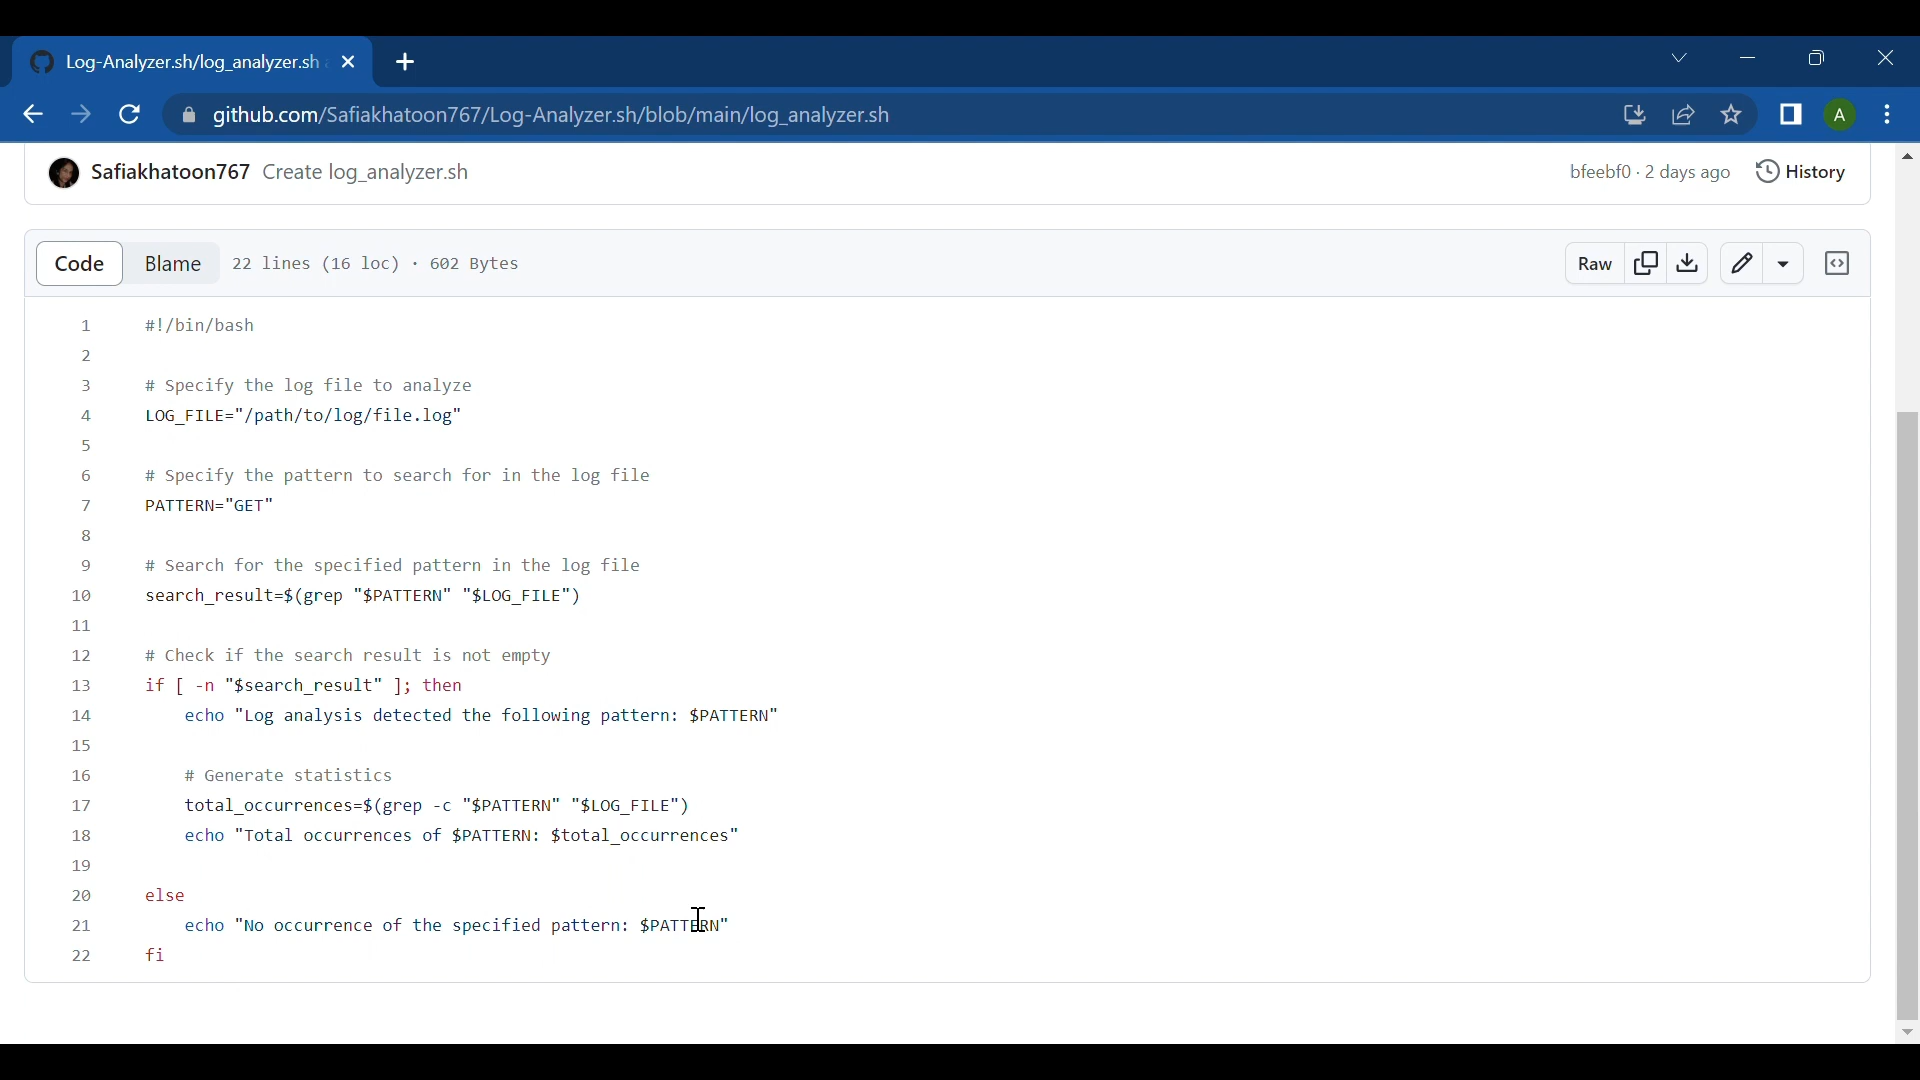 Log-Analyzer.sh/log_analyzer.sh
github.com/Safiakhatoon767/Log-Analyzer.sh/blob/main/log_analyzer.sh
A
Safiakhatoon767 Create log_analyzer.sh
bfeebf0 · 2 days ago
History
Code
Blame
22 lines (16 loc) · 602 Bytes
Raw
1 #!/bin/bash
2
3 # Specify the log file to analyze
4 LOG_FILE="/path/to/log/file.log"
5
6 # Specify the pattern to search for in the log file
7 PATTERN="GET"
8
9 # Search for the specified pattern in the log file
10 search_result=$(grep "$PATTERN" "$LOG_FILE")
11
12 # Check if the search result is not empty
13 if [ -n "$search_result" ]; then
14 echo "Log analysis detected the following pattern: $PATTERN"
15
16 # Generate statistics
17 total_occurrences=$(grep -c "$PATTERN" "$LOG_FILE")
18 echo "Total occurrences of $PATTERN: $total_occurrences"
19
20 else
21 echo "No occurrence of the specified pattern: $PATTERN"
22 fi